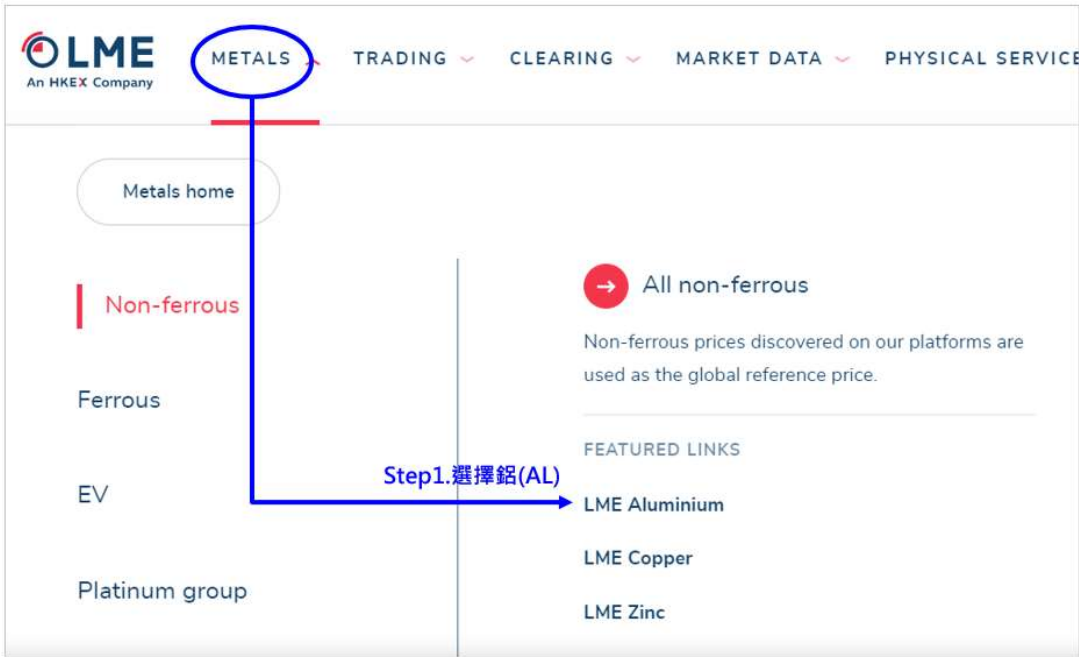 LME
An HKEX Company
METALS
TRADING
CLEARING
MARKET DATA
PHYSICAL SERVICE
Metals home
Non-ferrous
Ferrous
EV
Platinum group
All non-ferrous
Non-ferrous prices discovered on our platforms are
used as the global reference price.
FEATURED LINKS
Step1.選擇鋁(AL)
LME Aluminium
LME Copper
LME Zinc